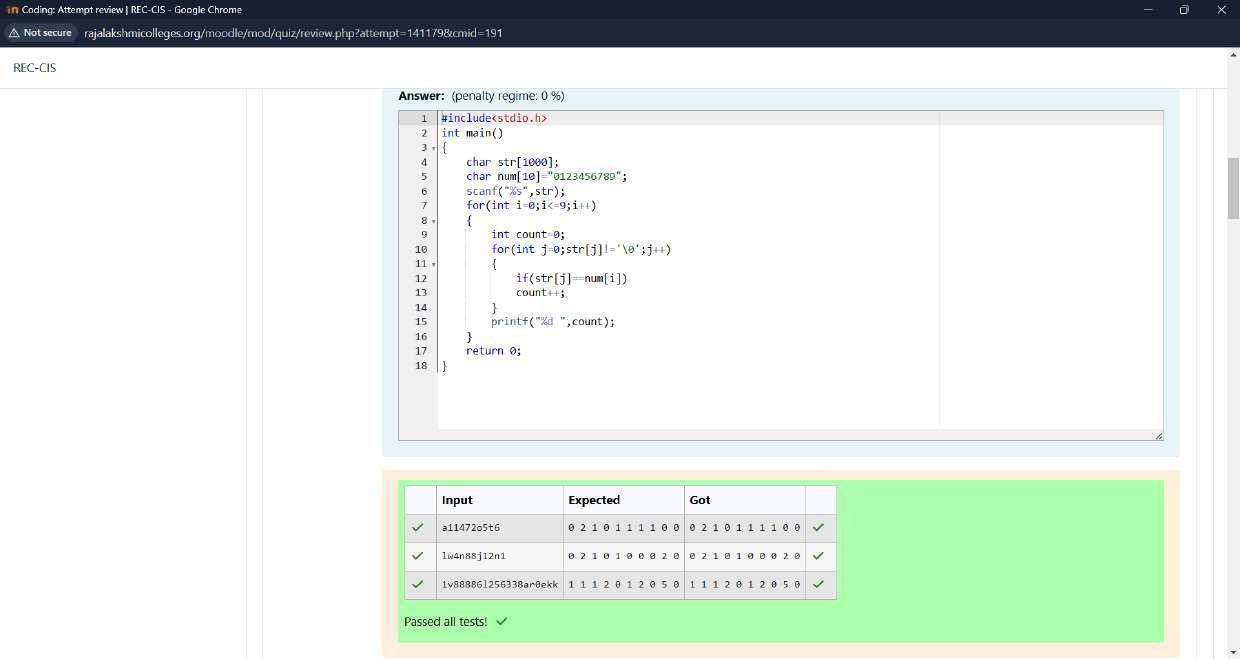 Coding: Attempt review | REC-CIS - Google Chrome
Not secure rajalakshmicolleges.org/moodle/mod/quiz/review.php?attempt=141179&cmid=191
REC-CIS
Answer: (penalty regime: 0 %)
1 #include<stdio.h>
2 int main()
3 {
4 char str[1000];
5 char num[10]="0123456789";
6 scanf("%s",str);
7 for(int i=0;i<=9;i++)
8 {
9 int count=0;
10 for(int j=0;str[j]!='\0';j++)
11 {
12 if(str[j]==num[i])
13 count++;
14 }
15 printf("%d ",count);
16 }
17 return 0;
18 }
Input Expected Got
a11472o5t6 0 2 1 0 1 1 1 1 0 0 0 2 1 0 1 1 1 1 0 0
lw4n88j12n1 0 2 1 0 1 0 0 0 2 0 0 2 1 0 1 0 0 0 2 0
1v88886l256338ar0ekk 1 1 1 2 0 1 2 0 5 0 1 1 1 2 0 1 2 0 5 0
Passed all tests!